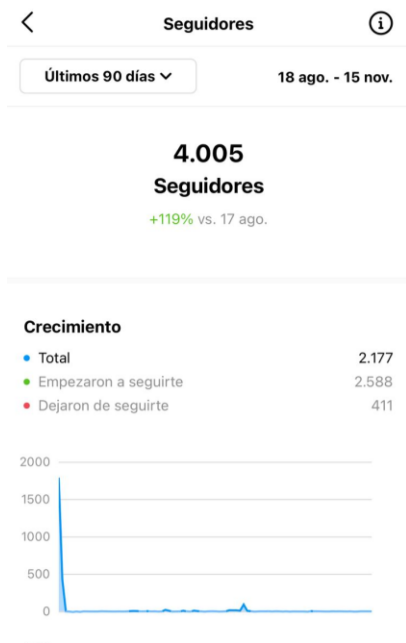 Seguidores
Últimos 90 días
18 ago. - 15 nov.
4.005
Seguidores
+119% vs. 17 ago.
Crecimiento
Total 2.177
Empezaron a seguirte 2.588
Dejaron de seguirte 411
2000
1500
1000
500
0